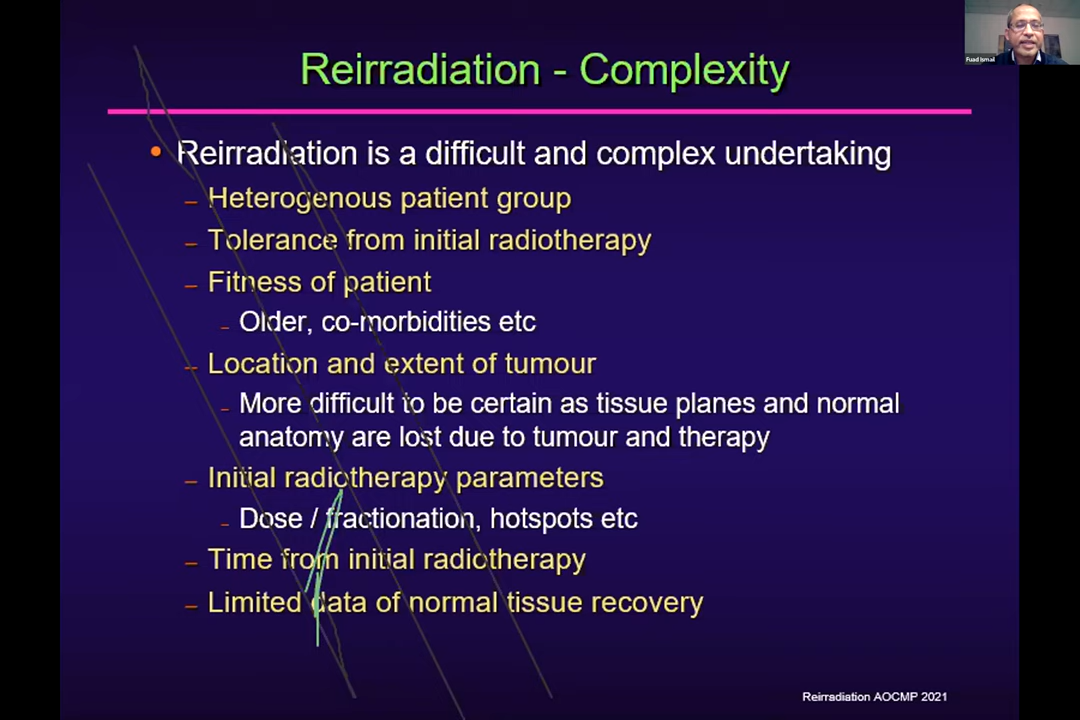 Reirradiation - Complexity
Fuad Ismail
• Reirradiation is a difficult and complex undertaking
– Heterogenous patient group
– Tolerance from initial radiotherapy
– Fitness of patient
– Older, co-morbidities etc
– Location and extent of tumour
– More difficult to be certain as tissue planes and normal
anatomy are lost due to tumour and therapy
– Initial radiotherapy parameters
– Dose / fractionation, hotspots etc
– Time from initial radiotherapy
– Limited data of normal tissue recovery
Reirradiation AOCMP 2021